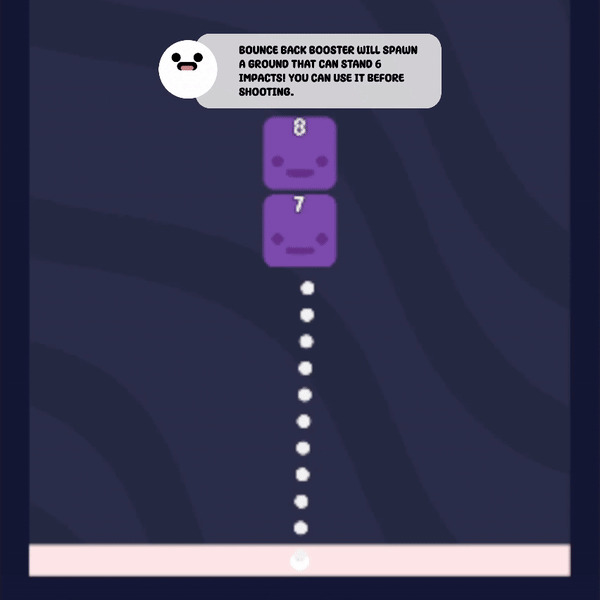 BOUNCE BACK BOOSTER WILL SPAWN
A GROUND THAT CAN STAND 6
IMPACTS! YOU CAN USE IT BEFORE
SHOOTING.
8
7